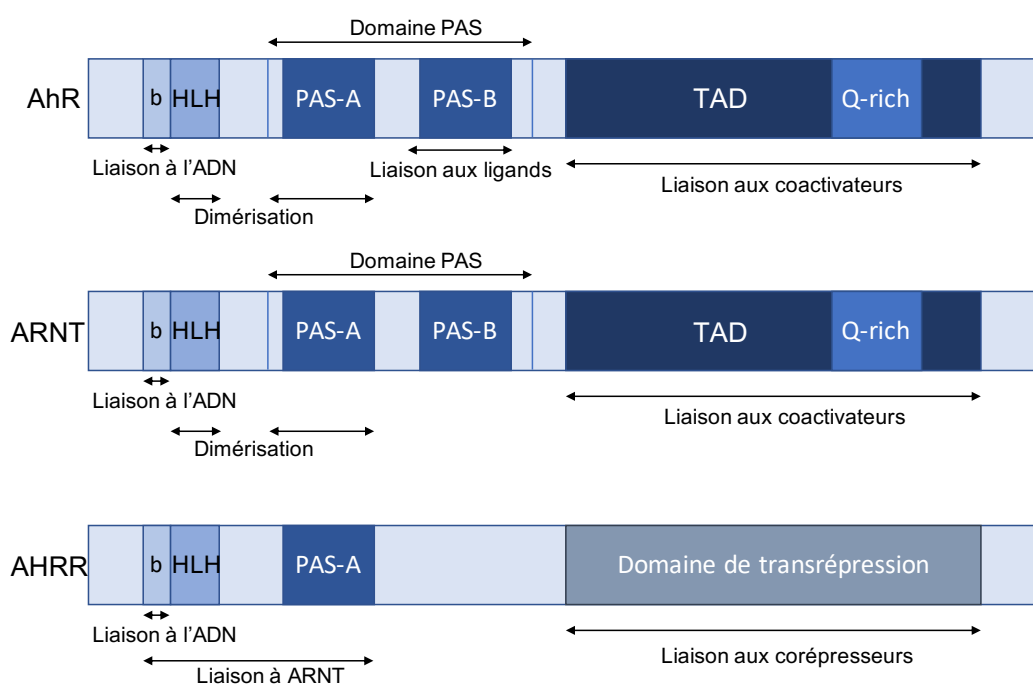 Domaine PAS
AhR
b
HLH
PAS-A
PAS-B
TAD
Q-rich
Liaison à l'ADN
Liaison aux ligands
Liaison aux coactivateurs
Dimérisation
Domaine PAS
ARNT
b
HLH
PAS-A
PAS-B
TAD
Q-rich
Liaison à l'ADN
Liaison aux coactivateurs
Dimérisation
AHRR
b
HLH
PAS-A
Domaine de transrépression
Liaison à l'ADN
Liaison aux corépresseurs
Liaison à ARNT